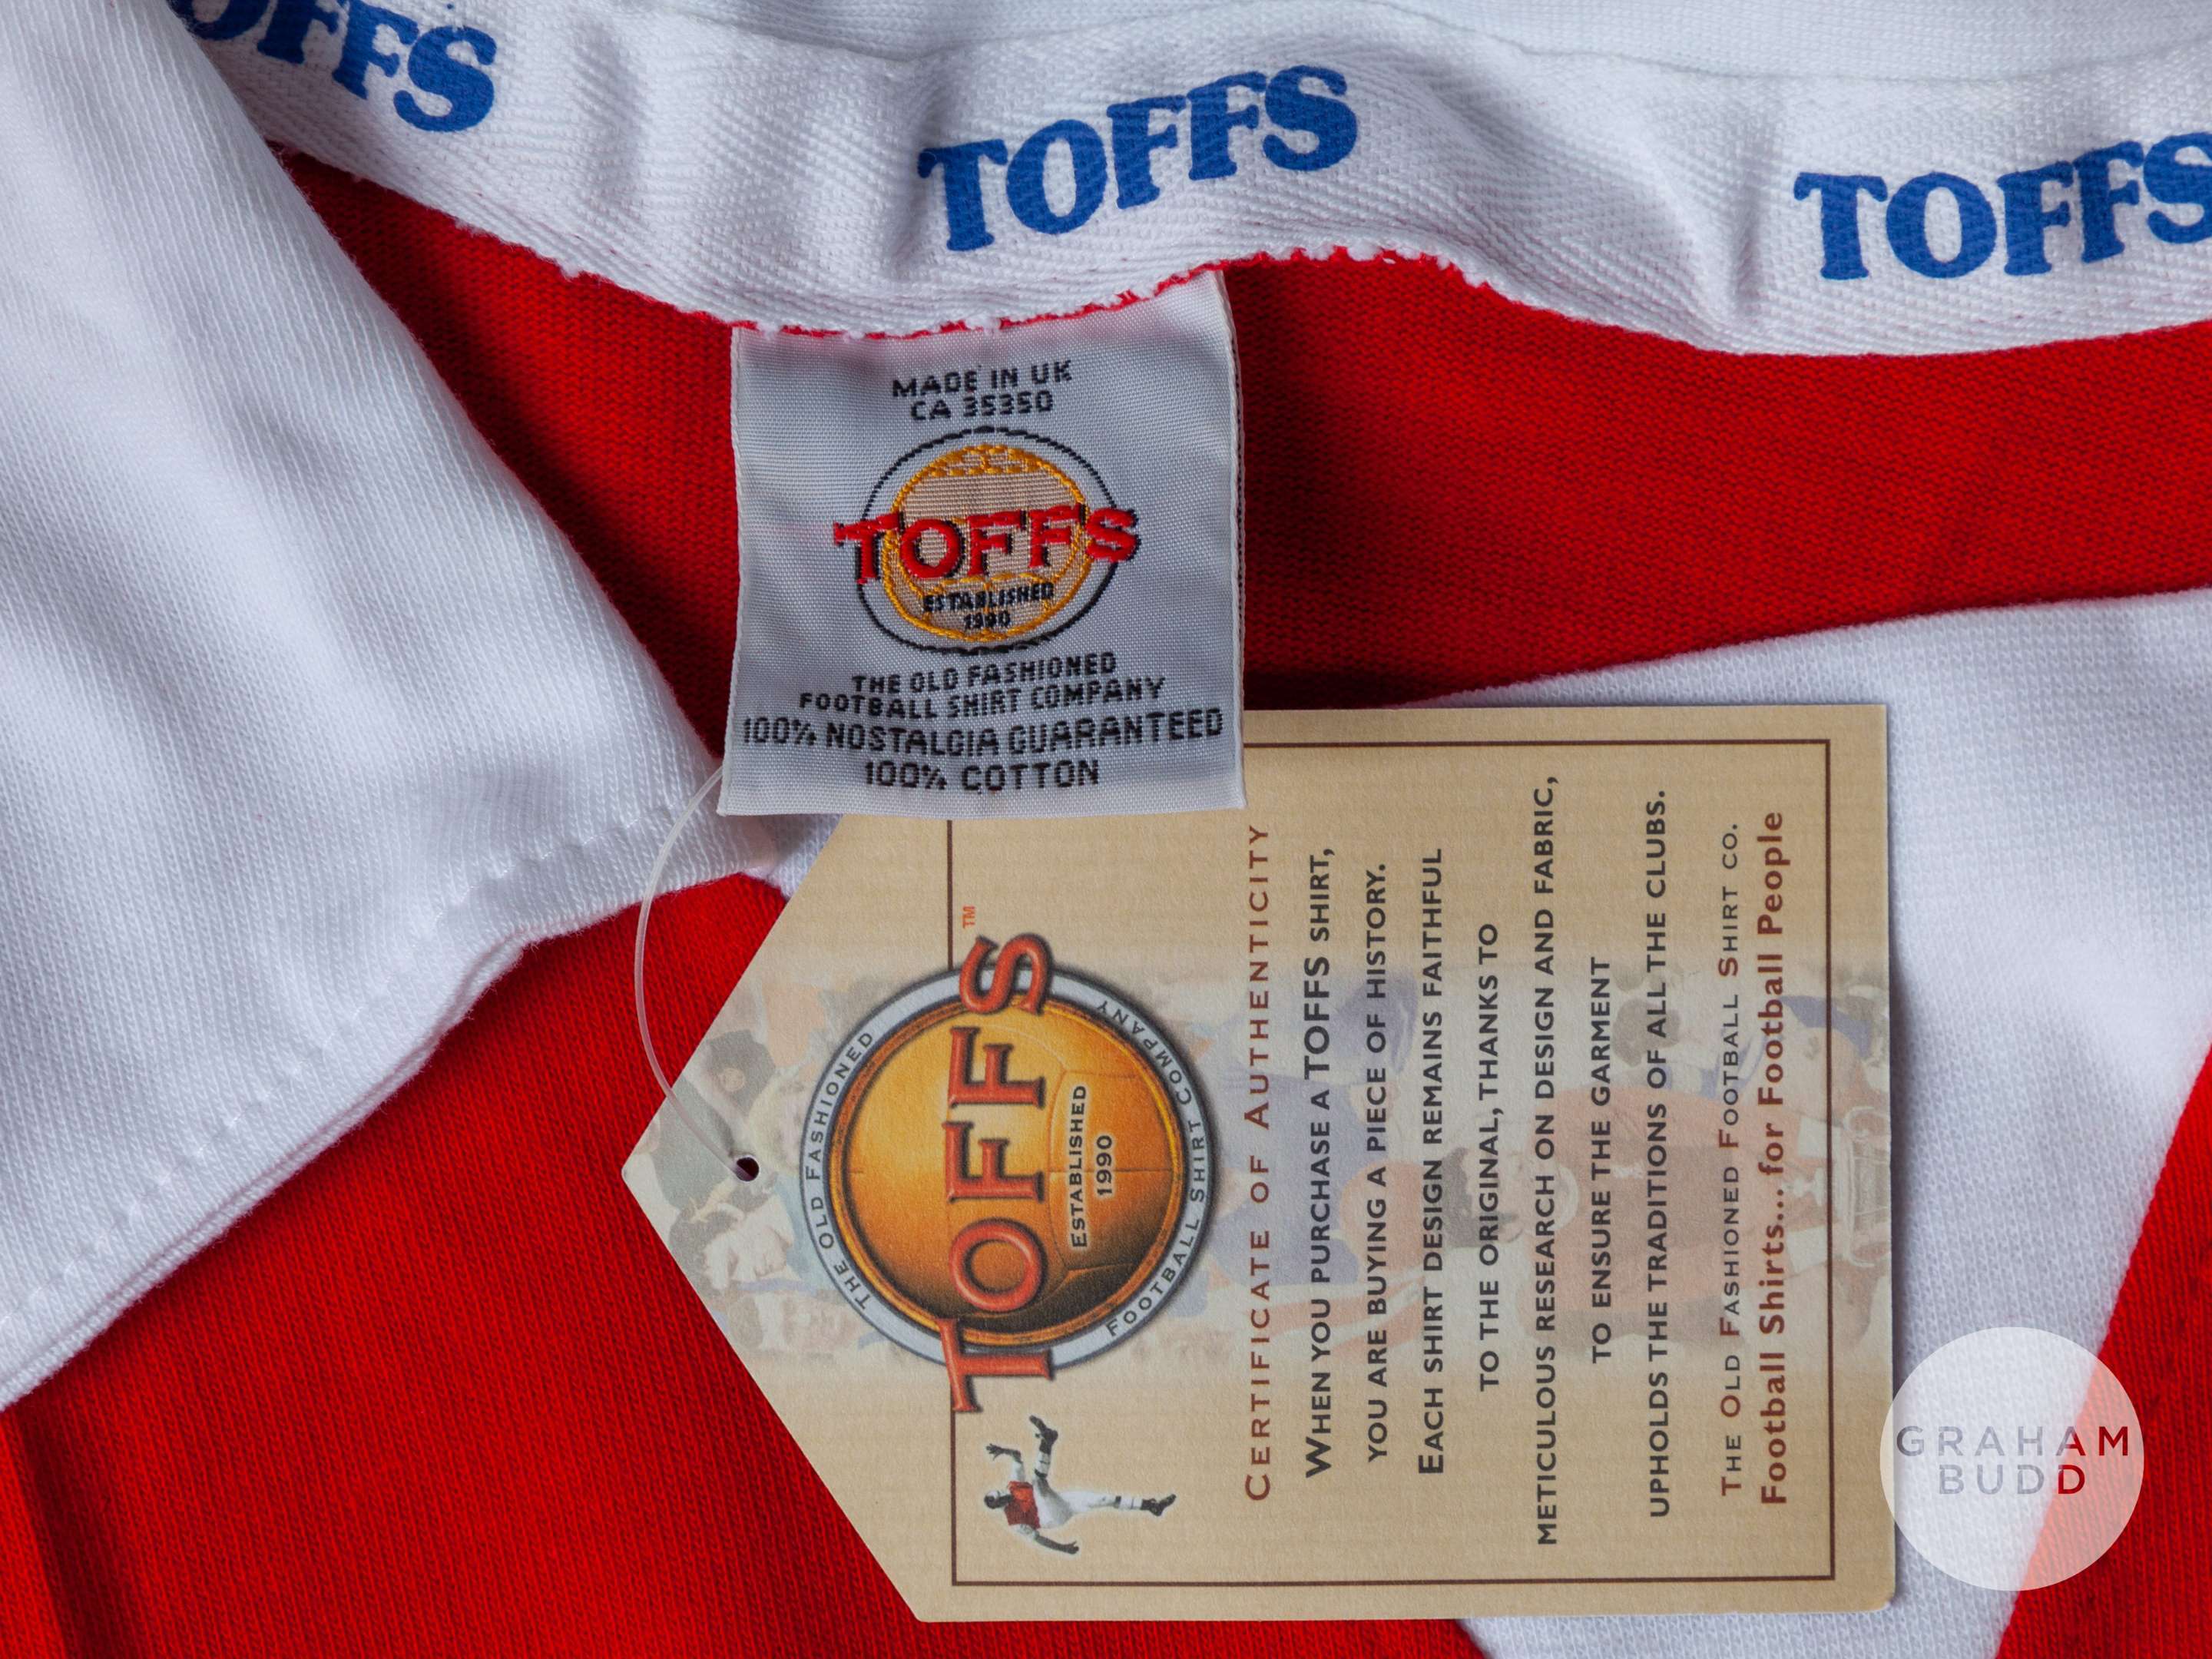 OFFS
TOFFS
TOFFS
MADE IN UK
CA 35350
TOFFS
ESTABLISHED
1990
THE OLD FASHIONED
FOOTBALL SHIRT COMPANY
100% NOSTALGIA GUARANTEED
100% COTTON
THE OLD FASHIONED
TOFFS™
ESTABLISHED
1990
FOOTBALL SHIRT COMPANY
CERTIFICATE OF AUTHENTICITY
WHEN YOU PURCHASE A TOFFS SHIRT,
YOU ARE BUYING A PIECE OF HISTORY.
EACH SHIRT DESIGN REMAINS FAITHFUL
TO THE ORIGINAL, THANKS TO
METICULOUS RESEARCH ON DESIGN AND FABRIC,
TO ENSURE THE GARMENT
UPHOLDS THE TRADITIONS OF ALL THE CLUBS.
THE OLD FASHIONED FOOTBALL SHIRT CO.
Football Shirts... for Football People
GRAHAM
BUDD